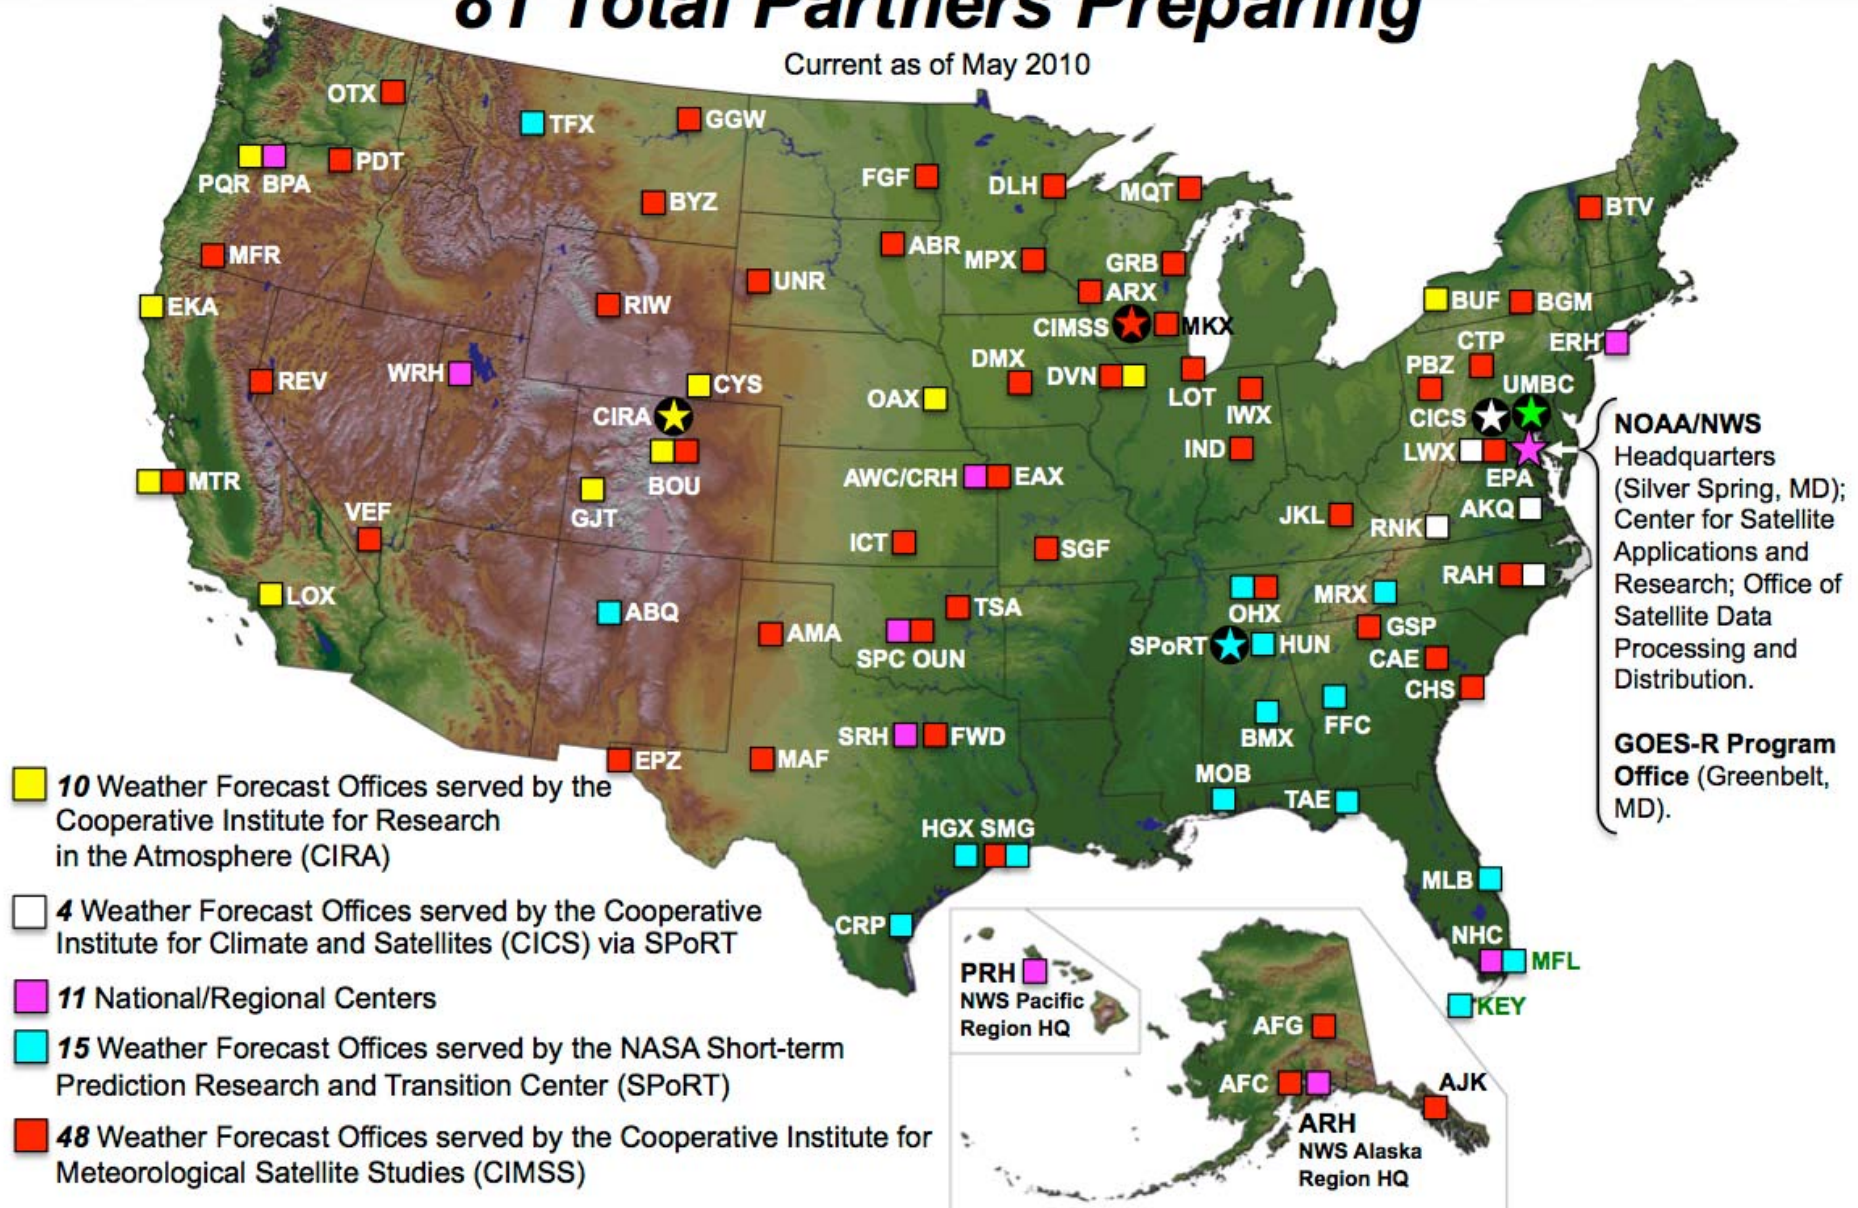 81 Total Partners Preparing
Current as of May 2010
OTX
TFX
GGW
PQR BPA
PDT
BYZ
FGF
DLH
MQT
BTV
MFR
ABR
MPX
GRB
EKA
RIW
UNR
ARX
BUF
BGM
CIMSS
MKX
REV
WRH
CYS
DMX
DVN
CTP
ERH
CIRA
OAX
LOT
IWX
PBZ
UMBC
CICS
MTR
BOU
IND
LWX
EPA
GJT
AWC/CRH
EAX
VEF
ICT
SGF
JKL
RNK
AKQ
LOX
ABQ
AMA
TSA
OHX
MRX
RAH
SPC OUN
SPoRT
HUN
GSP
CAE
CHS
SRH
FWD
BMX
FFC
EPZ
MAF
MOB
TAE
HGX SMG
CRP
MLB
NHC
MFL
KEY
NOAA/NWS
Headquarters
(Silver Spring, MD);
Center for Satellite
Applications and
Research; Office of
Satellite Data
Processing and
Distribution.
GOES-R Program
Office (Greenbelt,
MD).
10 Weather Forecast Offices served by the
Cooperative Institute for Research
in the Atmosphere (CIRA)
4 Weather Forecast Offices served by the Cooperative
Institute for Climate and Satellites (CICS) via SPoRT
11 National/Regional Centers
15 Weather Forecast Offices served by the NASA Short-term
Prediction Research and Transition Center (SPoRT)
48 Weather Forecast Offices served by the Cooperative Institute for
Meteorological Satellite Studies (CIMSS)
PRH
NWS Pacific
Region HQ
AFG
AFC
AJK
ARH
NWS Alaska
Region HQ